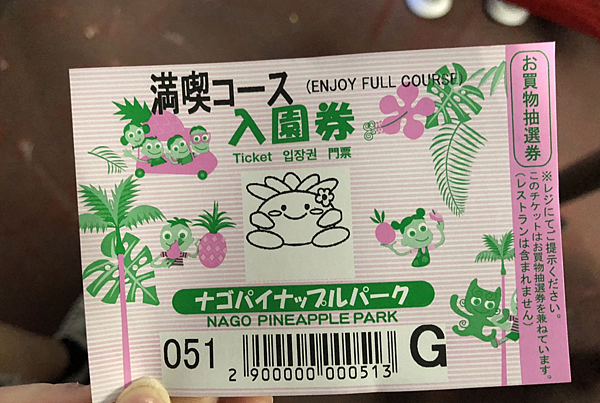 満喫コース (ENJOY FULL COURSE)
入園券
Ticket 입장권 門票
ナゴパイナップルパーク
NAGO PINEAPPLE PARK
051
2 900000 000513
G
お買物抽選券
※レジにてご提示ください。
このチケットはお買物抽選券を兼ねています。
(レストランは含まれません)